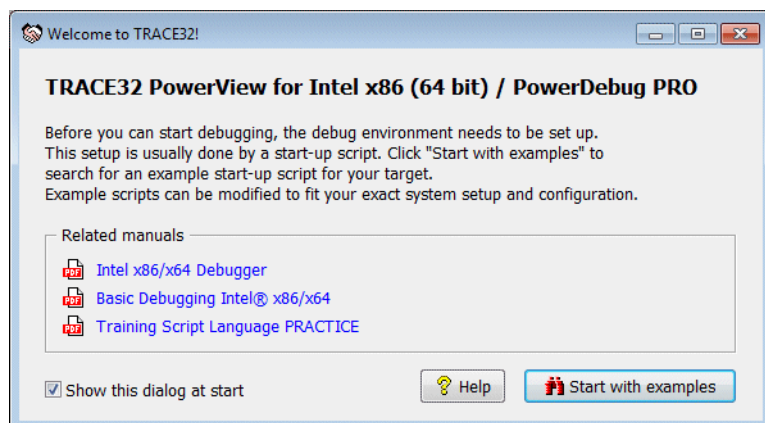 Welcome to TRACE32!
TRACE32 PowerView for Intel x86 (64 bit) / PowerDebug PRO
Before you can start debugging, the debug environment needs to be set up.
This setup is usually done by a start-up script. Click "Start with examples" to
search for an example start-up script for your target.
Example scripts can be modified to fit your exact system setup and configuration.
Related manuals
PDF Intel x86/x64 Debugger
PDF Basic Debugging Intel® x86/x64
PDF Training Script Language PRACTICE
Show this dialog at start
? Help
Start with examples